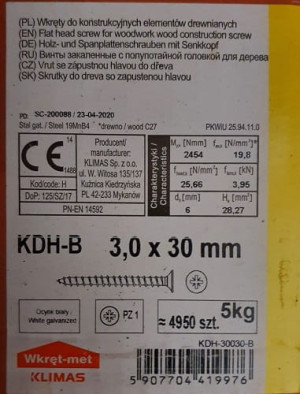 (PL) Wkręty do konstrukcyjnych elementów drewnianych
(EN) Flat head screw for woodwork wood construction screw
(DE) Holz- und Spanplattenschrauben mit Senkkopf
(RU) Винты закаленные с полупотайной головкой для дерева
(CZ) Vrut se zápustnou hlavou do dřeva
(SK) Skrutky do dreva so zapustenou hlavou
PD: SC-200088 / 23-04-2020
Stal gat. / Steel 19MnB4 *drewno / wood C27
PKWIU 25.94.11.0
CE
14
1488
Kod/code: H
DoP: 125/SZ/17
PN-EN 14592
Producent/
manufacturer:
KLIMAS Sp. z o.o.
ul. W. Witosa 135/137
Kuźnica Kiedrzyńska
PL 42-233 Mykanów
Charakterystyki /
Characteristics
2454
19,8
25,66
3,95
6
28,27
KDH-B 3,0 x 30 mm
Ocynk biały
White galvanized
PZ 1
5kg
≈ 4950 szt.
KDH-30030-B
Wkręt-met
KLIMAS
5 907704 419976